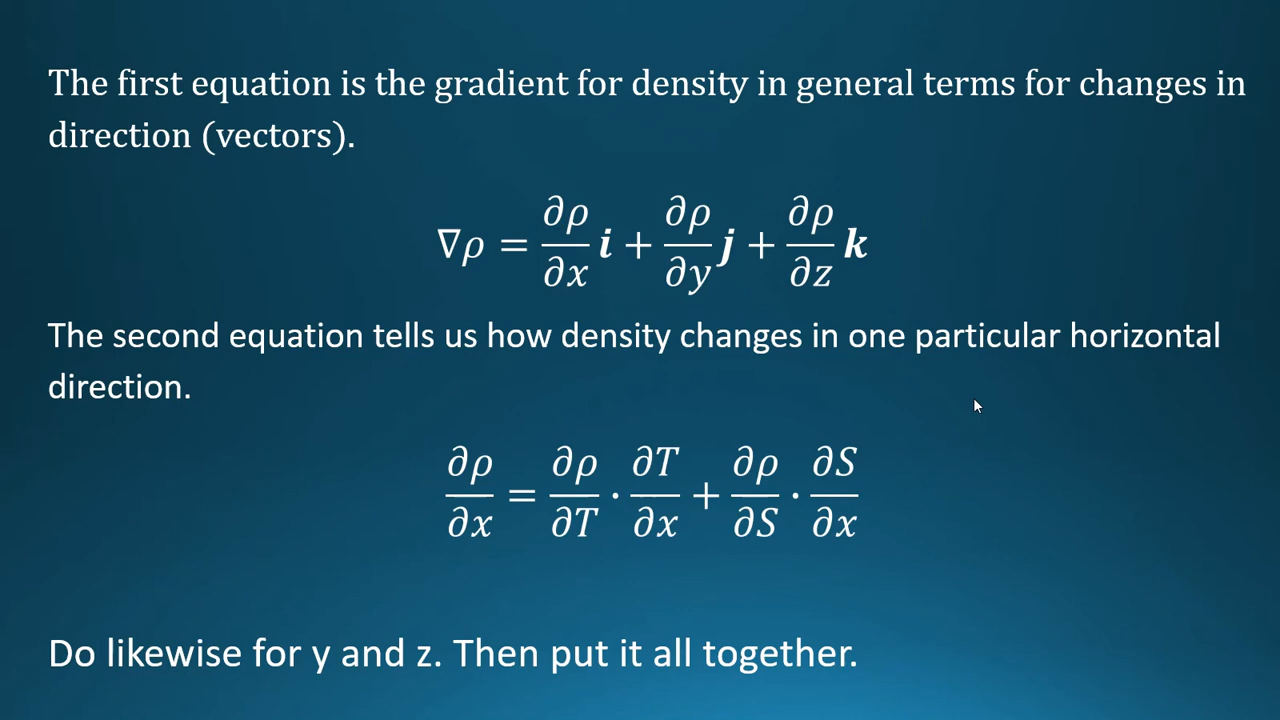 The first equation is the gradient for density in general terms for changes in
direction (vectors).
∇ρ = ∂ρ/∂x i + ∂ρ/∂y j + ∂ρ/∂z k
The second equation tells us how density changes in one particular horizontal
direction.
∂ρ/∂x = ∂ρ/∂T · ∂T/∂x + ∂ρ/∂S · ∂S/∂x
Do likewise for y and z. Then put it all together.